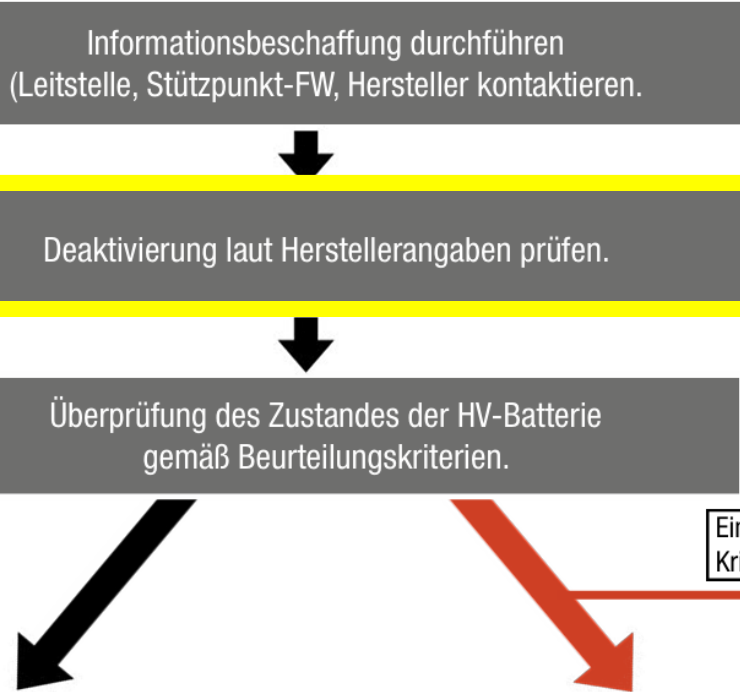 Informationsbeschaffung durchführen
(Leitstelle, Stützpunkt-FW, Hersteller kontaktieren.
Deaktivierung laut Herstellerangaben prüfen.
Überprüfung des Zustandes der HV-Batterie
gemäß Beurteilungskriterien.